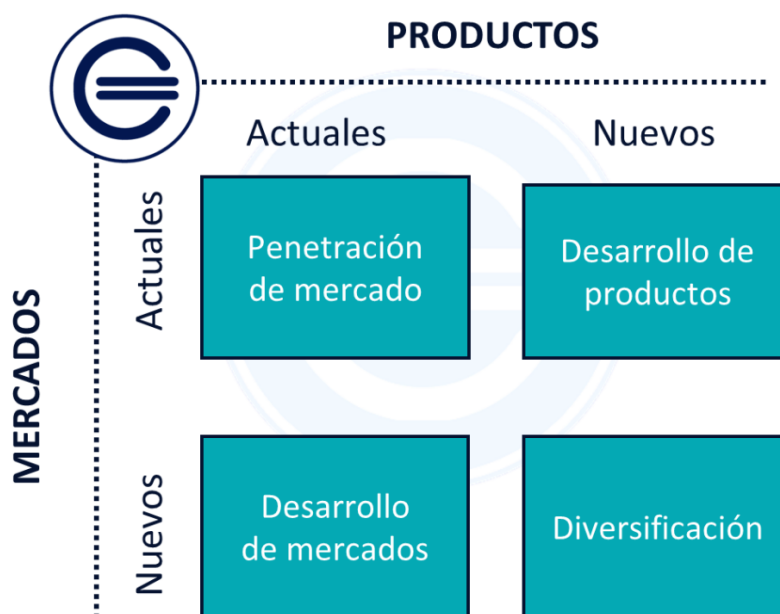 PRODUCTOS
Actuales
Nuevos
MERCADOS
Actuales
Penetración
de mercado
Desarrollo de
productos
Nuevos
Desarrollo
de mercados
Diversificación